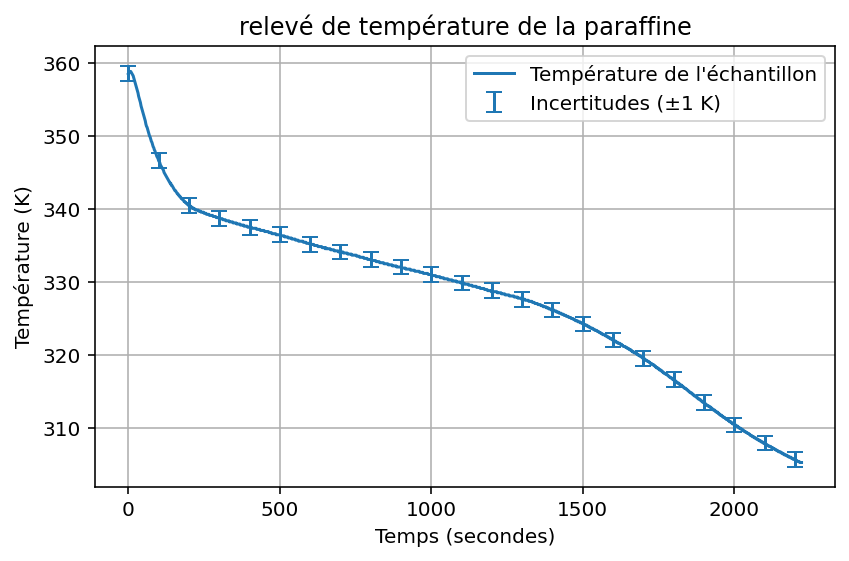 relevé de température de la paraffine
Température de l'échantillon
Incertitudes (±1 K)
Température (K)
360
350
340
330
320
310
0 500 1000 1500 2000
Temps (secondes)